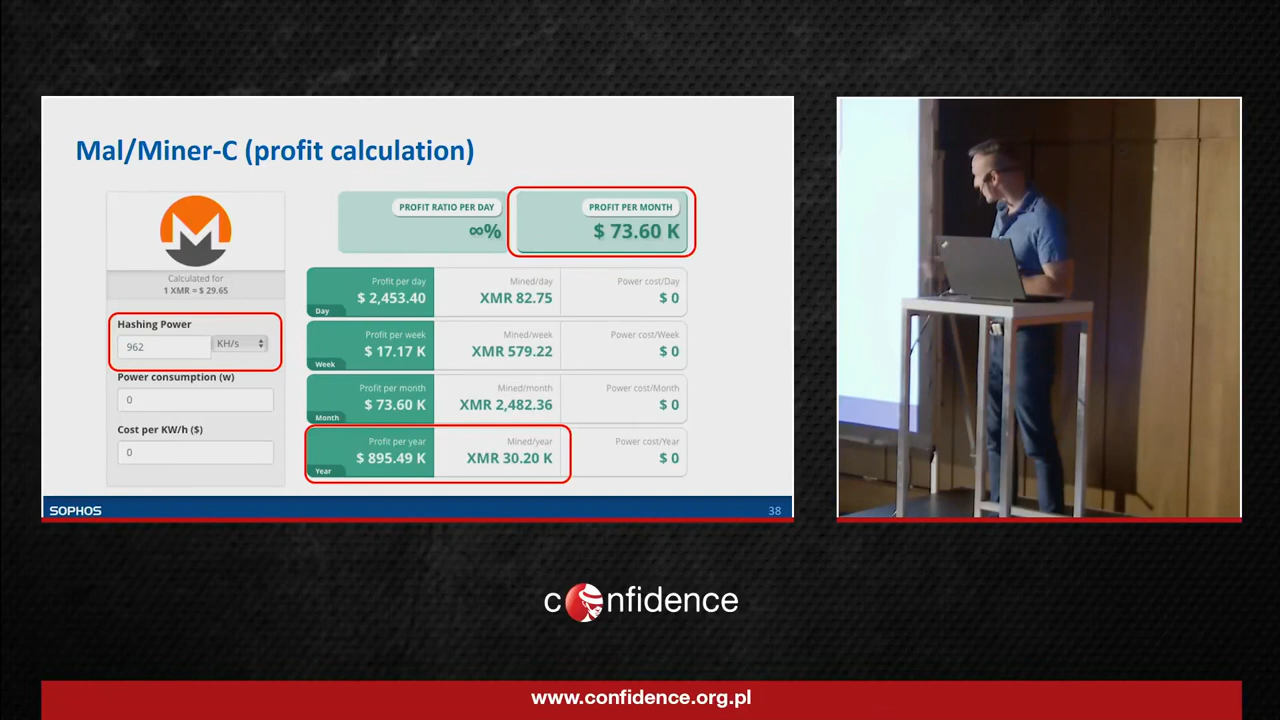 Mal/Miner-C (profit calculation)
Calculated for
1 XMR = $ 29.65
Hashing Power
962 KH/s
Power consumption (w)
0
Cost per KW/h ($)
0
PROFIT RATIO PER DAY
∞%
PROFIT PER MONTH
$ 73.60 K
Profit per day Mined/day Power cost/Day
$ 2,453.40 XMR 82.75 $ 0
Day
Profit per week Mined/week Power cost/Week
$ 17.17 K XMR 579.22 $ 0
Week
Profit per month Mined/month Power cost/Month
$ 73.60 K XMR 2,482.36 $ 0
Month
Profit per year Mined/year Power cost/Year
$ 895.49 K XMR 30.20 K $ 0
Year
SOPHOS 38
confidence
www.confidence.org.pl